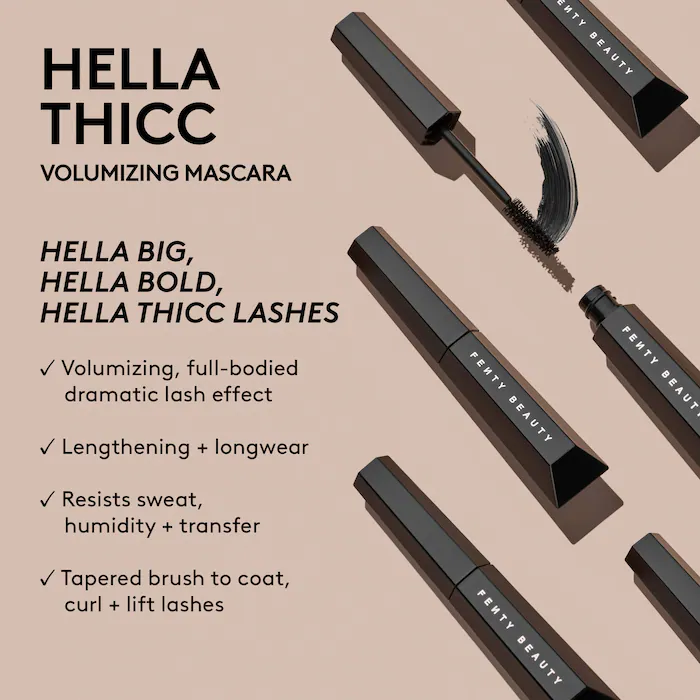 HELLA
THICC
VOLUMIZING MASCARA
HELLA BIG,
HELLA BOLD,
HELLA THICC LASHES
✓ Volumizing, full-bodied
dramatic lash effect
✓ Lengthening + longwear
✓ Resists sweat,
humidity + transfer
✓ Tapered brush to coat,
curl + lift lashes
FENTY BEAUTY
FENTY BEAUTY
FENTY BEAUTY
FENTY BEAUTY